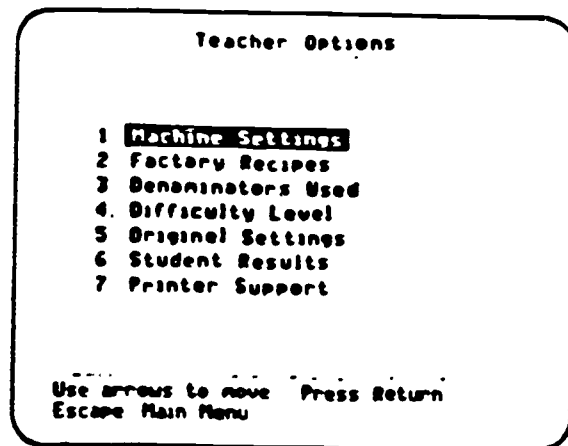 Teacher Options
1 Machine Settings
2 Factory Recipes
3 Denominators Used
4. Difficulty Level
5 Original Settings
6 Student Results
7 Printer Support
Use arrows to move Press Return
Escape Main Menu